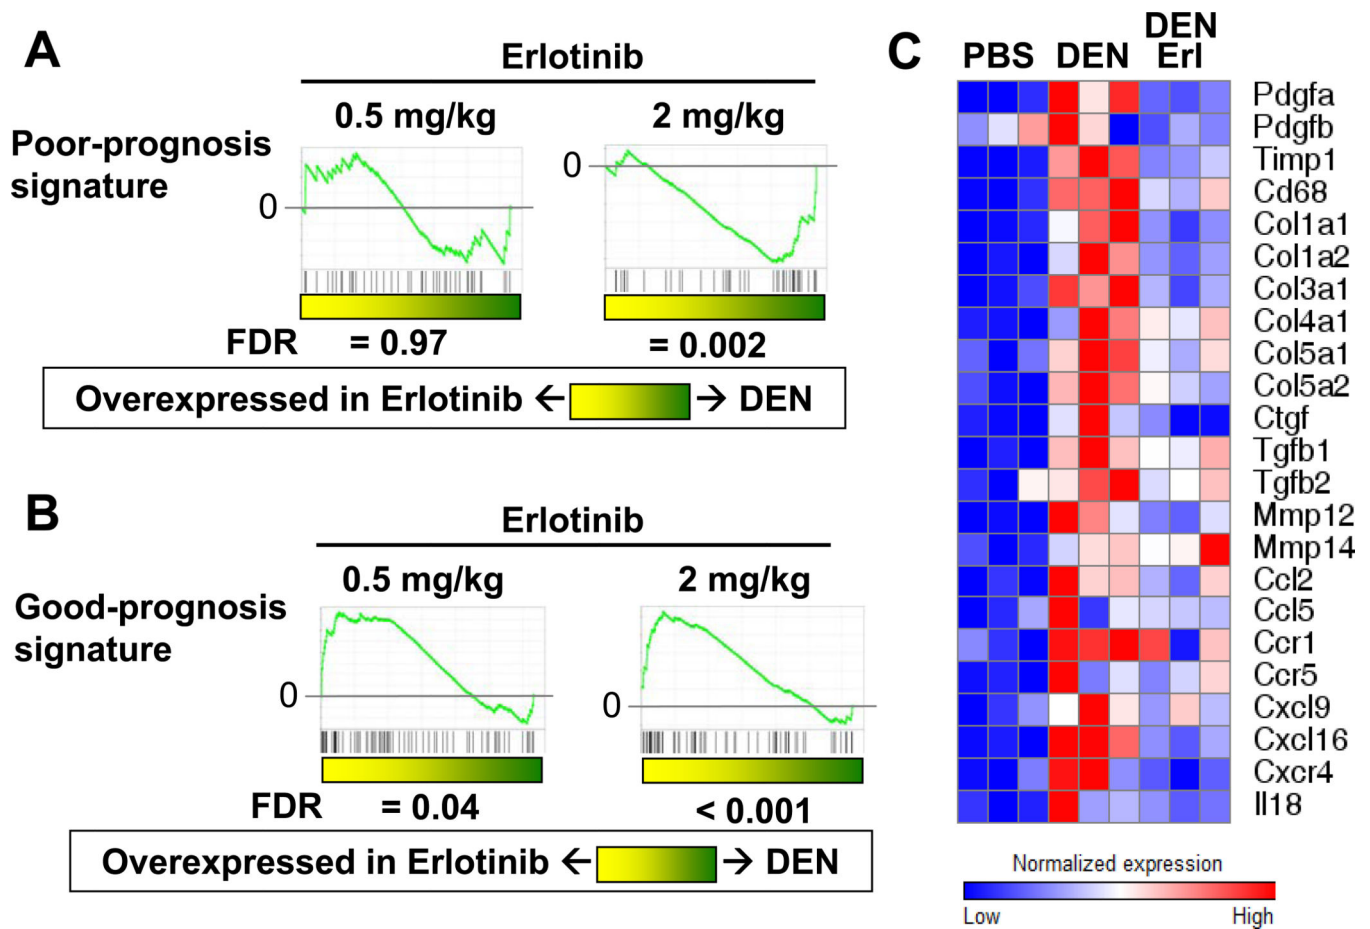 A
Erlotinib
0.5 mg/kg
2 mg/kg
Poor-prognosis
signature
0
0
FDR = 0.97
= 0.002
Overexpressed in Erlotinib ← → DEN
B
Erlotinib
0.5 mg/kg
2 mg/kg
Good-prognosis
signature
0
0
FDR = 0.04
< 0.001
Overexpressed in Erlotinib ← → DEN
C
PBS
DEN
DEN
Erl
Pdgfa
Pdgfb
Timp1
Cd68
Col1a1
Col1a2
Col3a1
Col4a1
Col5a1
Col5a2
Ctgf
Tgfb1
Tgfb2
Mmp12
Mmp14
Ccl2
Ccl5
Ccr1
Ccr5
Cxcl9
Cxcl16
Cxcr4
Il18
Normalized expression
Low
High